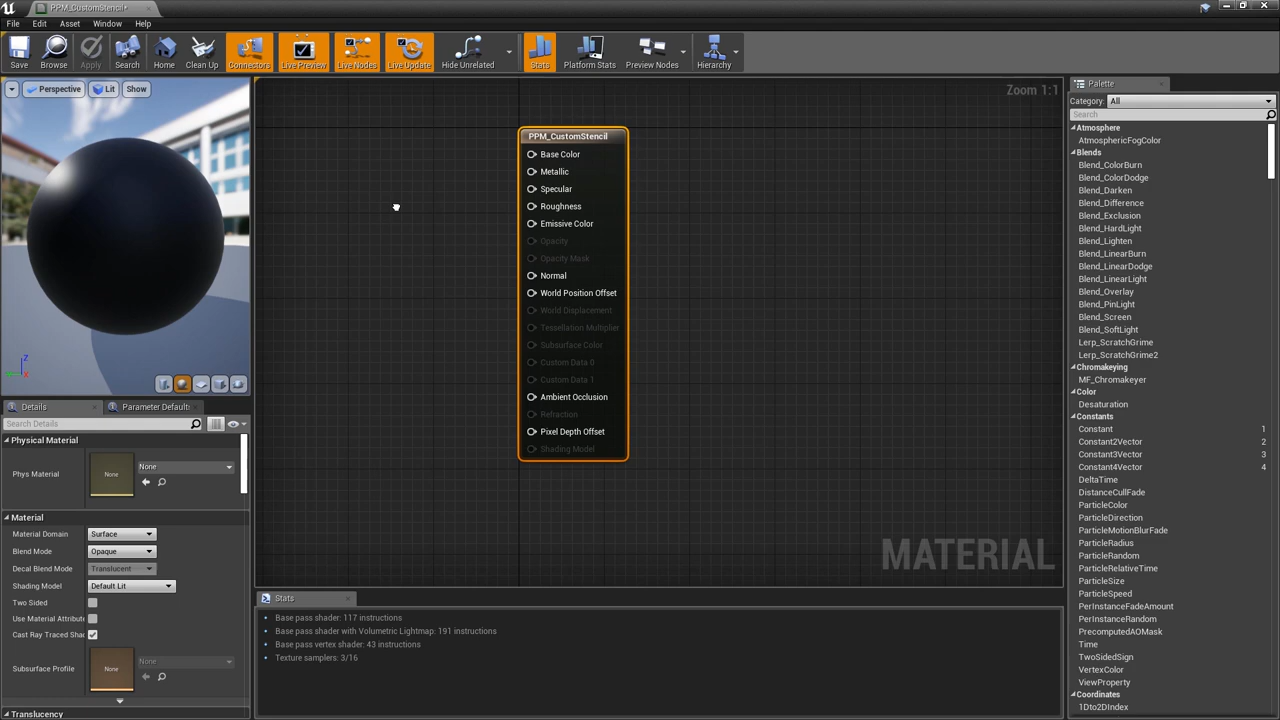 PPM_CustomStencil*
File Edit Asset Window Help
Save Browse Apply Search Home Clean Up Connectors Live Preview Live Nodes Live Update Hide Unrelated Stats Platform Stats Preview Nodes Hierarchy
Perspective Lit Show
Zoom 1:1
PPM_CustomStencil
Base Color
Metallic
Specular
Roughness
Emissive Color
Opacity
Opacity Mask
Normal
World Position Offset
World Displacement
Tessellation Multiplier
Subsurface Color
Custom Data 0
Custom Data 1
Ambient Occlusion
Refraction
Pixel Depth Offset
Shading Model
MATERIAL
Z
X
Details Parameter Default
Search Details
Physical Material
Phys Material None None
Material
Material Domain Surface
Blend Mode Opaque
Decal Blend Mode Translucent
Shading Model Default Lit
Two Sided
Use Material Attribute
Cast Ray Traced Shad
Subsurface Profile None None
Translucency
Stats
Base pass shader: 117 instructions
Base pass shader with Volumetric Lightmap: 191 instructions
Base pass vertex shader: 43 instructions
Texture samplers: 3/16
Palette
Category: All
Search
Atmosphere
AtmosphericFogColor
Blends
Blend_ColorBurn
Blend_ColorDodge
Blend_Darken
Blend_Difference
Blend_Exclusion
Blend_HardLight
Blend_Lighten
Blend_LinearBurn
Blend_LinearDodge
Blend_LinearLight
Blend_Overlay
Blend_PinLight
Blend_Screen
Blend_SoftLight
Lerp_ScratchGrime
Lerp_ScratchGrime2
Chromakeying
MF_Chromakeyer
Color
Desaturation
Constants
Constant 1
Constant2Vector 2
Constant3Vector 3
Constant4Vector 4
DeltaTime
DistanceCullFade
ParticleColor
ParticleDirection
ParticleMotionBlurFade
ParticleRadius
ParticleRandom
ParticleRelativeTime
ParticleSize
ParticleSpeed
PerInstanceFadeAmount
PerInstanceRandom
PrecomputedAOMask
Time
TwoSidedSign
VertexColor
ViewProperty
Coordinates
1Dto2DIndex